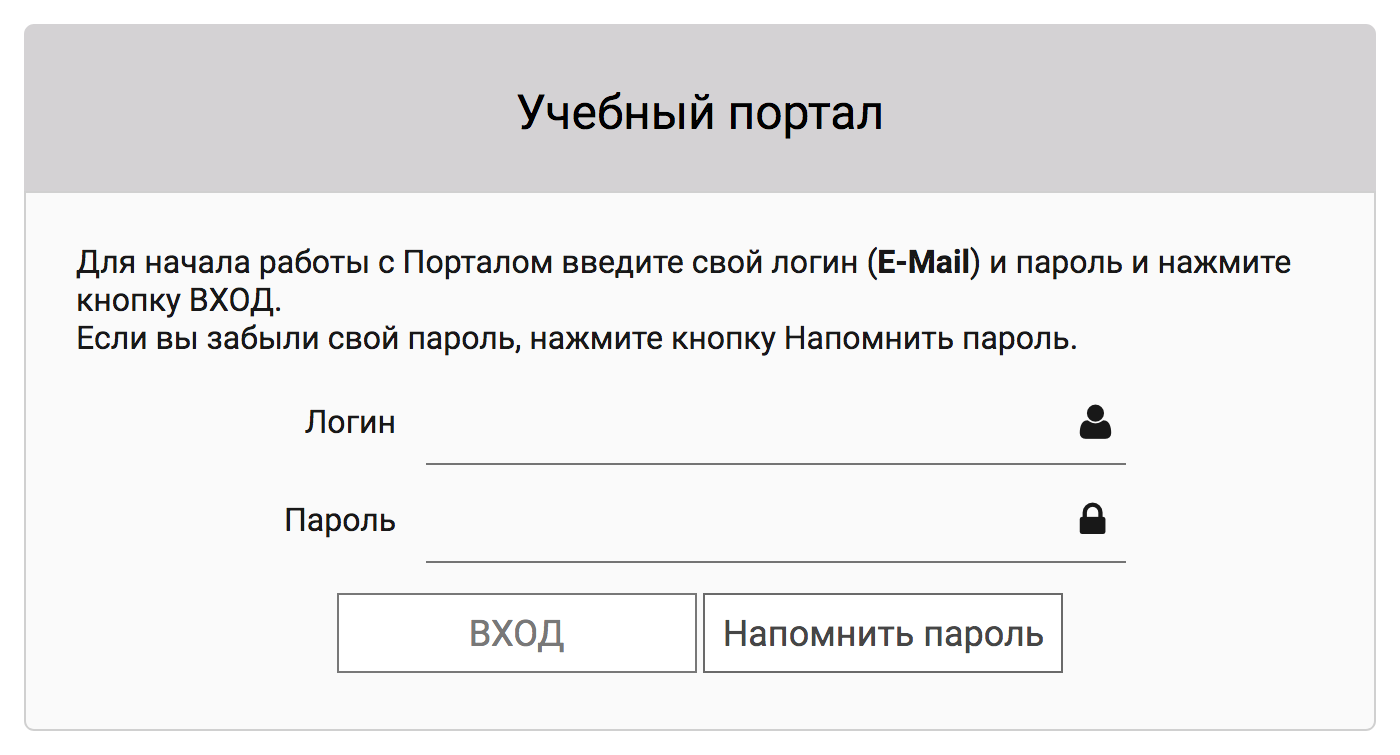 Учебный портал
Для начала работы с Порталом введите свой логин (E-Mail) и пароль и нажмите
кнопку ВХОД.
Если вы забыли свой пароль, нажмите кнопку Напомнить пароль.
Логин
Пароль
ВХОД Напомнить пароль